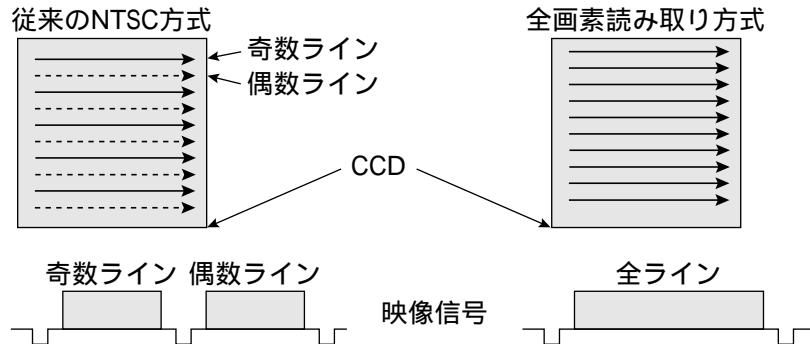 従来のNTSC方式
全画素読み取り方式
奇数ライン
偶数ライン
CCD
奇数ライン 偶数ライン
映像信号
全ライン